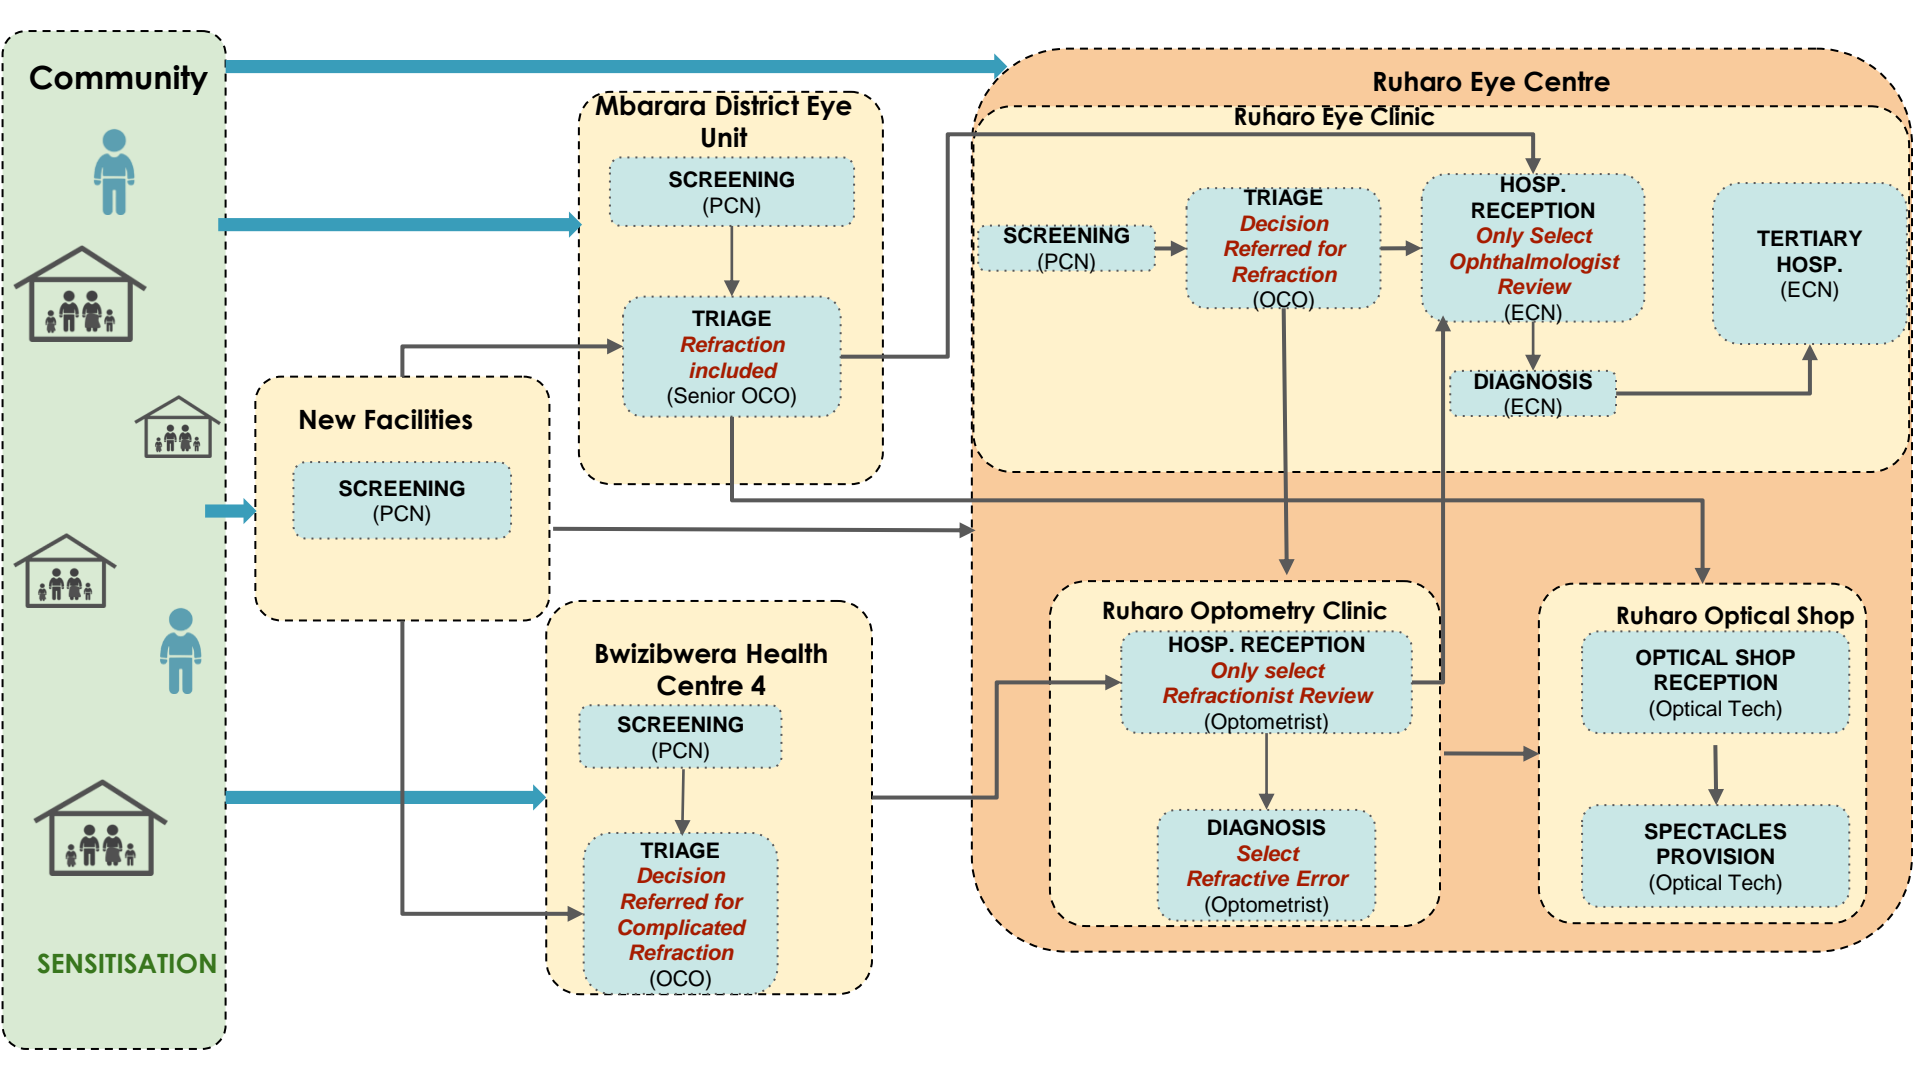 Community
SENSITISATION
New Facilities
SCREENING
(PCN)
Mbarara District Eye
Unit
SCREENING
(PCN)
TRIAGE
Refraction
included
(Senior OCO)
Bwizibwera Health
Centre 4
SCREENING
(PCN)
TRIAGE
Decision
Referred for
Complicated
Refraction
(OCO)
Ruharo Eye Centre
Ruharo Eye Clinic
SCREENING
(PCN)
TRIAGE
Decision
Referred for
Refraction
(OCO)
HOSP.
RECEPTION
Only Select
Ophthalmologist
Review
(ECN)
DIAGNOSIS
(ECN)
TERTIARY
HOSP.
(ECN)
Ruharo Optometry Clinic
HOSP. RECEPTION
Only select
Refractionist Review
(Optometrist)
DIAGNOSIS
Select
Refractive Error
(Optometrist)
Ruharo Optical Shop
OPTICAL SHOP
RECEPTION
(Optical Tech)
SPECTACLES
PROVISION
(Optical Tech)